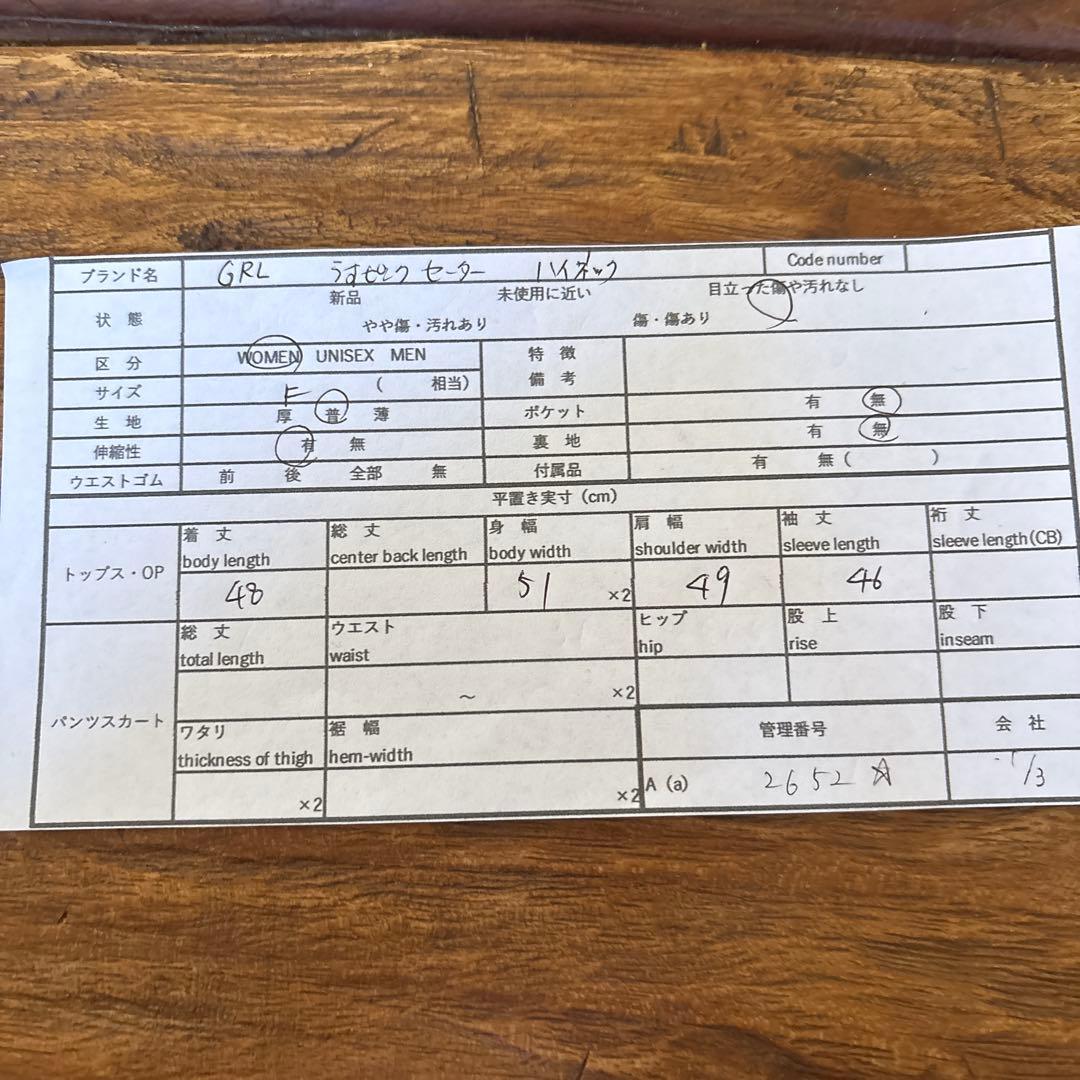 ブランド名 GRL うすピンク セーター ハイネック Code number
状態 新品 未使用に近い 目立った傷や汚れなし
やや傷・汚れあり 傷・傷あり
区分 WOMEN UNISEX MEN 特徴
サイズ F ( 相当) 備考
生地 厚 普 薄 ポケット 有 無
伸縮性 有 無 裏地 有 無
ウエストゴム 前 後 全部 無 付属品 有 無 ( )
平置き実寸(cm)
トップス・OP
着丈 総丈 身幅 肩幅 袖丈 裄丈
body length center back length body width shoulder width sleeve length sleeve length(CB)
48 51 ×2 49 46
パンツスカート
総丈 ウエスト ヒップ 股上 股下
total length waist hip rise inseam
~ ×2
ワタリ 裾幅 管理番号 会社
thickness of thigh hem-width
×2 ×2 A (a) 2652☆ 1/3